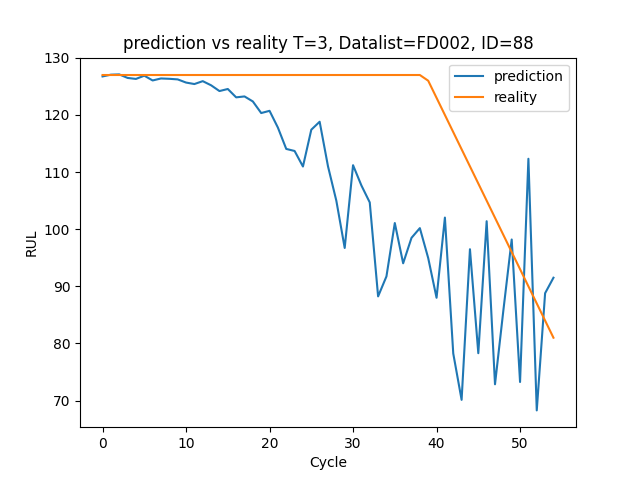 prediction vs reality T=3, Datalist=FD002, ID=88
prediction
reality
RUL
130
120
110
100
90
80
70
0 10 20 30 40 50
Cycle